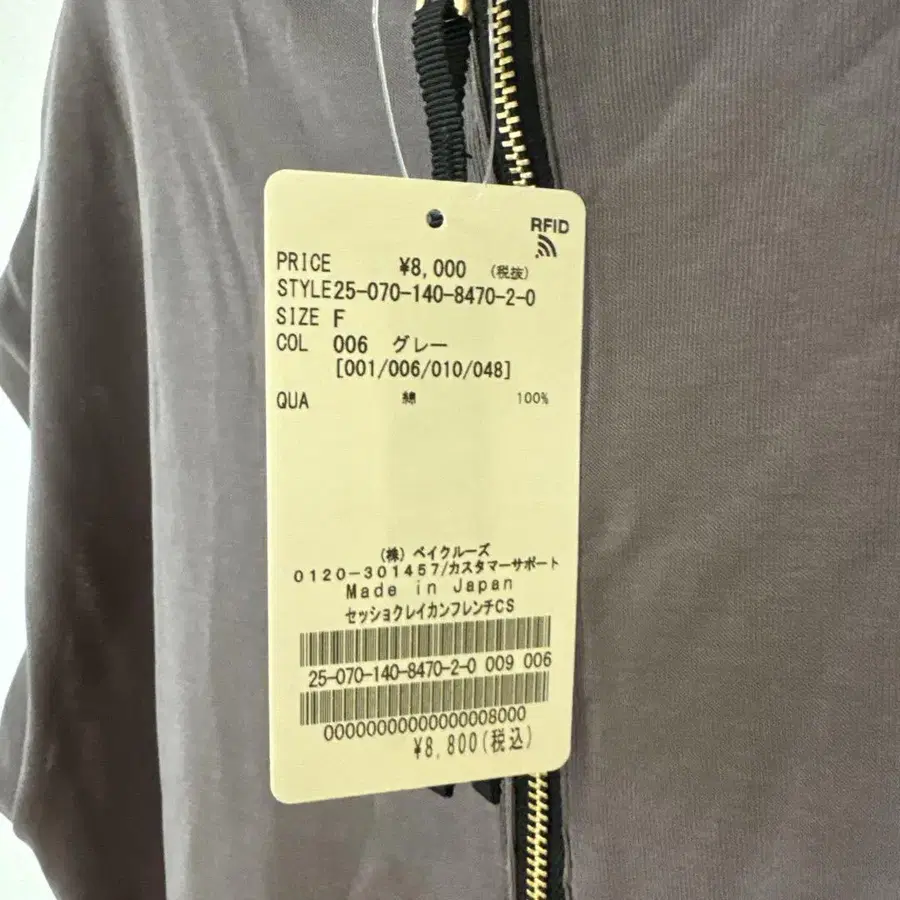 RFID
PRICE ¥8,000 (税抜)
STYLE25-070-140-8470-2-0
SIZE F
COL 006 グレー
[001/006/010/048]
QUA 綿 100%
(株) ベイクルーズ
0120-301457/カスタマーサポート
Made in Japan
セッショクレイカンフレンチCS
25-070-140-8470-2-0 009 006
00000000000000008000
¥8,800(税込)